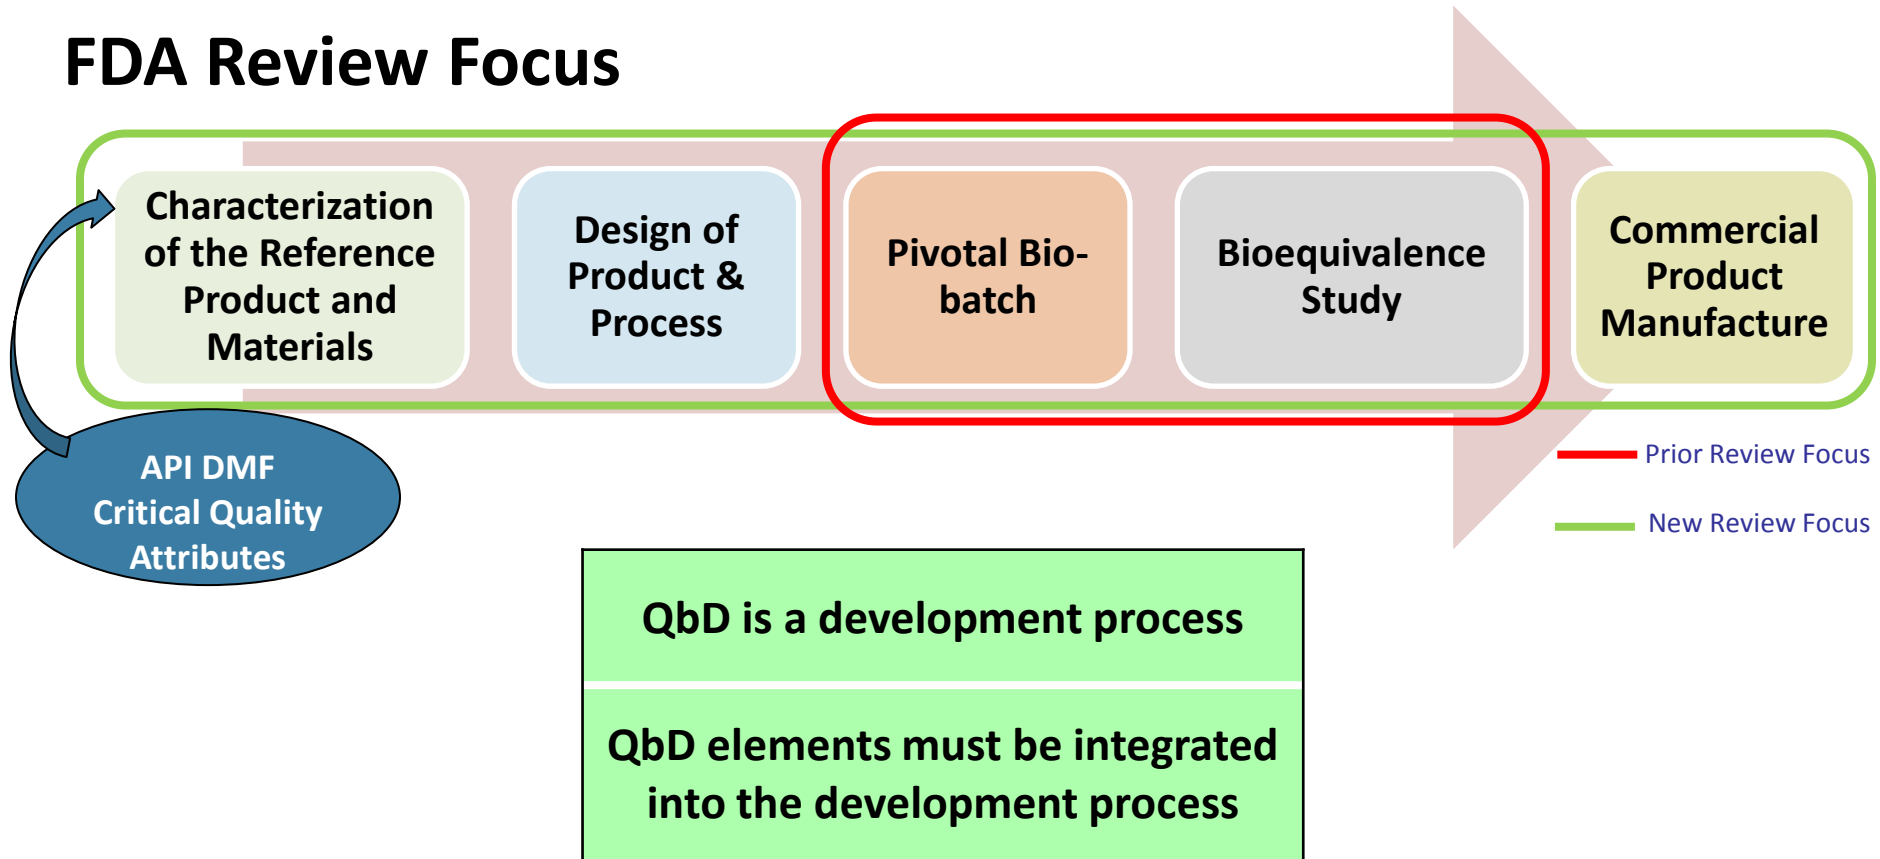 FDA Review Focus
Characterization
of the Reference
Product and
Materials
Design of
Product &
Process
Pivotal Bio-
batch
Bioequivalence
Study
Commercial
Product
Manufacture
API DMF
Critical Quality
Attributes
Prior Review Focus
New Review Focus
QbD is a development process
QbD elements must be integrated
into the development process